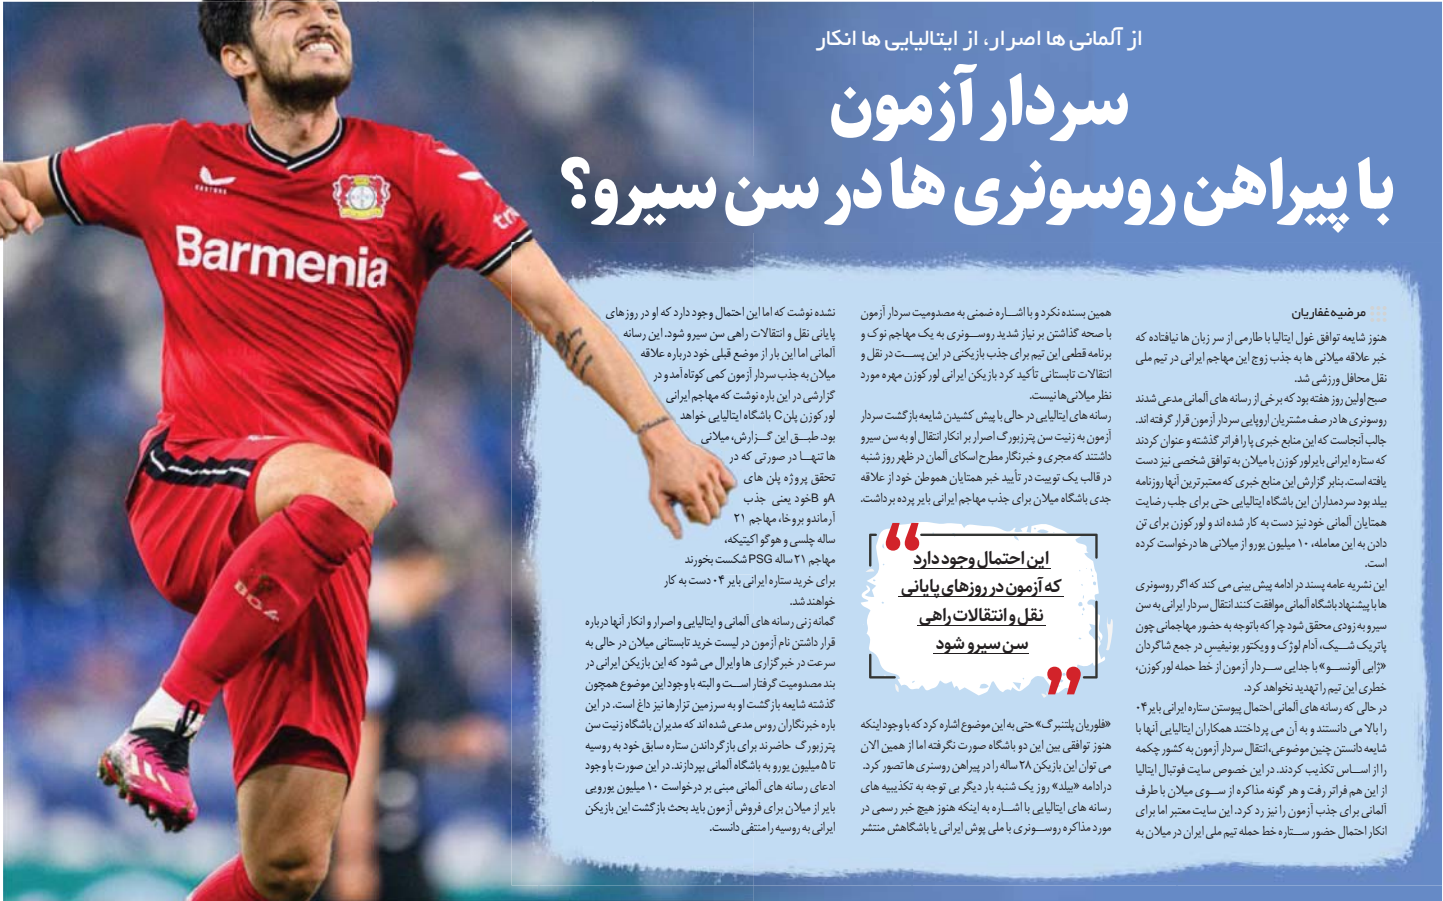 از آلمانی ها اصرار، از ایتالیایی ها انکار
سردار آزمون
با پیراهن روسونری ها در سن سیرو؟
مرضیه غفاریان
هنوز شایعه توافق غول ایتالیا با طارمی از سر زبان ها نیافتاده که
خبر علاقه میلانی ها به جذب زوج این مهاجم ایرانی در تیم ملی
نقل محافل ورزشی شد.
صبح اولین روز هفته بود که برخی از رسانه های آلمانی مدعی شدند
روسونری ها در صف مشتریان اروپایی سردار آزمون قرار گرفته اند.
جالب آنجاست که این منابع خبری پا را فراتر گذشته و عنوان کردند
که ستاره ایرانی بایرلور کوزن با میلان به توافق شخصی نیز دست
یافته است. بنابر گزارش این منابع خبری که معتبرترین آنها روزنامه
بیلد بود سردمداران این باشگاه ایتالیایی حتی برای جلب رضایت
همتایان آلمانی خود نیز دست به کار شده اند و لور کوزن برای تن
دادن به این معامله، ۱۰ میلیون یورو از میلانی ها درخواست کرده
است.
این نشریه عامه پسند در ادامه پیش بینی می کند که اگر روسونری
ها با پیشنهاد باشگاه آلمانی موافقت کنند انتقال سردار ایرانی به سن
سیرو به زودی محقق شود چرا که باتوجه به حضور مهاجمانی چون
پاتریک شیک، آدام لوژک و ویکتور بونیفیس در جمع شاگردان
«ژابی آلونسو» با جدایی سردار آزمون از خط حمله لور کوزن،
خطری این تیم را تهدید نخواهد کرد.
در حالی که رسانه های آلمانی احتمال پیوستن ستاره ایرانی بایر ۰۴
را بالا می دانستند و به آن می پرداختند همکاران ایتالیایی آنها با
شایعه دانستن چنین موضوعی، انتقال سردار آزمون به کشور چکمه
را از اساس تکذیب کردند. در این خصوص سایت فوتبال ایتالیا
از این هم فراتر رفت و هر گونه مذاکره از سوی میلان با طرف
آلمانی برای جذب آزمون را نیز رد کرد. این سایت معتبر اما برای
انکار احتمال حضور ستاره خط حمله تیم ملی ایران در میلان به
همین بسنده نکرد و با اشاره ضمنی به مصدومیت سردار آزمون
با صحه گذاشتن بر نیاز شدید روسونری به یک مهاجم نوک و
برنامه قطعی این تیم برای جذب بازیکنی در این پست در نقل و
انتقالات تابستانی تأکید کرد بازیکن ایرانی لور کوزن مهره مورد
نظر میلانی‌ها نیست.
رسانه های ایتالیایی در حالی با پیش کشیدن شایعه بازگشت سردار
آزمون به زنیت سن پترزبورگ اصرار بر انکار انتقال او به سن سیرو
داشتند که مجری و خبرنگار مطرح اسکای آلمان در ظهر روز شنبه
در قالب یک توییت در تأیید خبر همتایان هموطن خود از علاقه
جدی باشگاه میلان برای جذب مهاجم ایرانی بایر پرده برداشت.
این احتمال وجود دارد
که آزمون در روزهای پایانی
نقل و انتقالات راهی
سن سیرو شود
«فلوریان پلتنبرگ» حتی به این موضوع اشاره کرد که با وجود اینکه
هنوز توافقی بین این دو باشگاه صورت نگرفته اما از همین الان
می توان این بازیکن ۲۸ ساله را در پیراهن روسنری ها تصور کرد.
درادامه «بیلد» روز یک شنبه بار دیگر بی توجه به تکذیبیه های
رسانه های ایتالیایی با اشاره به اینکه هنوز هیچ خبر رسمی در
مورد مذاکره روسونری با ملی پوش ایرانی یا باشگاهش منتشر
نشده نوشت که اما این احتمال وجود دارد که او در روزهای
پایانی نقل و انتقالات راهی سن سیرو شود. این رسانه
آلمانی اما این بار از موضع قبلی خود درباره علاقه
میلان به جذب سردار آزمون کمی کوتاه آمد و در
گزارشی در این باره نوشت که مهاجم ایرانی
لور کوزن پلن C باشگاه ایتالیایی خواهد
بود. طبق این گزارش، میلانی
ها تنها در صورتی که در
تحقق پروژه پلن های
A و B خود یعنی جذب
آرماندو بروخا، مهاجم ۲۱
ساله چلسی و هوگو اکیتیکه،
مهاجم ۲۱ ساله PSG شکست بخورند
برای خرید ستاره ایرانی بایر ۰۴ دست به کار
خواهند شد.
گمانه زنی رسانه های آلمانی و ایتالیایی و اصرار و انکار آنها درباره
قرار داشتن نام آزمون در لیست خرید تابستانی میلان در حالی به
سرعت در خبرگزاری ها وایرال می شود که این بازیکن ایرانی در
بند مصدومیت گرفتار است و البته با وجود این موضوع همچون
گذشته شایعه بازگشت او به سرزمین تزارها نیز داغ است. در این
باره خبرنگاران روس مدعی شده اند که مدیران باشگاه زنیت سن
پترزبورگ حاضرند برای بازگرداندن ستاره سابق خود به روسیه
تا ۵ میلیون یورو به باشگاه آلمانی بپردازند. در این صورت با وجود
ادعای رسانه های آلمانی مبنی بر درخواست ۱۰ میلیون یورویی
بایر از میلان برای فروش آزمون باید بحث بازگشت این بازیکن
ایرانی به روسیه را منتفی دانست.
Barmenia